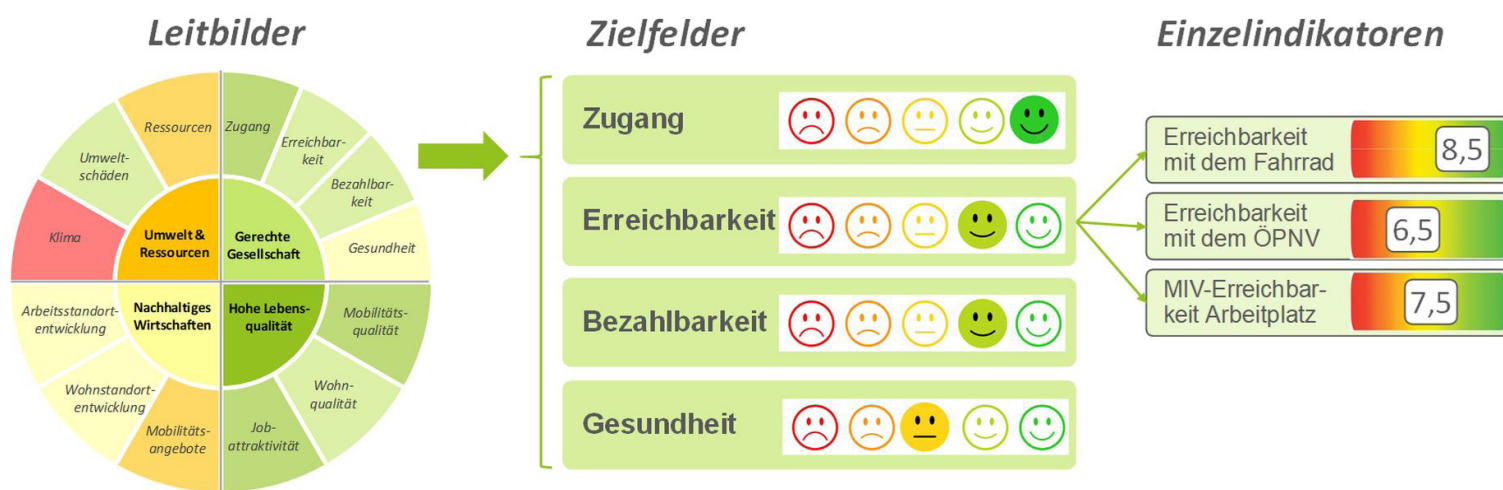 Leitbilder
Ressourcen
Zugang
Umwelt-
schäden
Erreichbar-
keit
Bezahlbar-
keit
Klima
Gesundheit
Umwelt &
Ressourcen
Gerechte
Gesellschaft
Nachhaltiges
Wirtschaften
Hohe Lebens-
qualität
Arbeitsstandort-
entwicklung
Mobilitäts-
qualität
Wohnstandort-
entwicklung
Wohn-
qualität
Mobilitäts-
angebote
Job-
attraktivität
Zielfelder
Zugang
Erreichbarkeit
Bezahlbarkeit
Gesundheit
Einzelindikatoren
Erreichbarkeit
mit dem Fahrrad
8,5
Erreichbarkeit
mit dem ÖPNV
6,5
MIV-Erreichbar-
keit Arbeitplatz
7,5